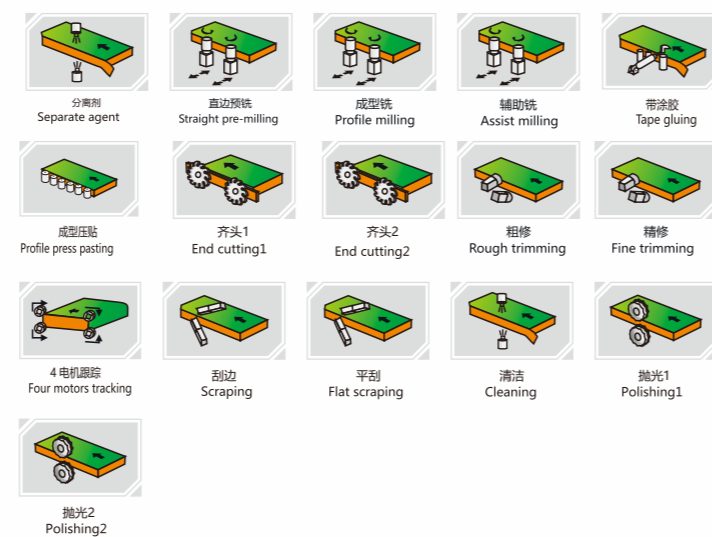 分离剂
Separate agent
直边预铣
Straight pre-milling
成型铣
Profile milling
辅助铣
Assist milling
带涂胶
Tape gluing
成型压贴
Profile press pasting
齐头1
End cutting1
齐头2
End cutting2
粗修
Rough trimming
精修
Fine trimming
4电机跟踪
Four motors tracking
刮边
Scraping
平刮
Flat scraping
清洁
Cleaning
抛光1
Polishing1
抛光2
Polishing2